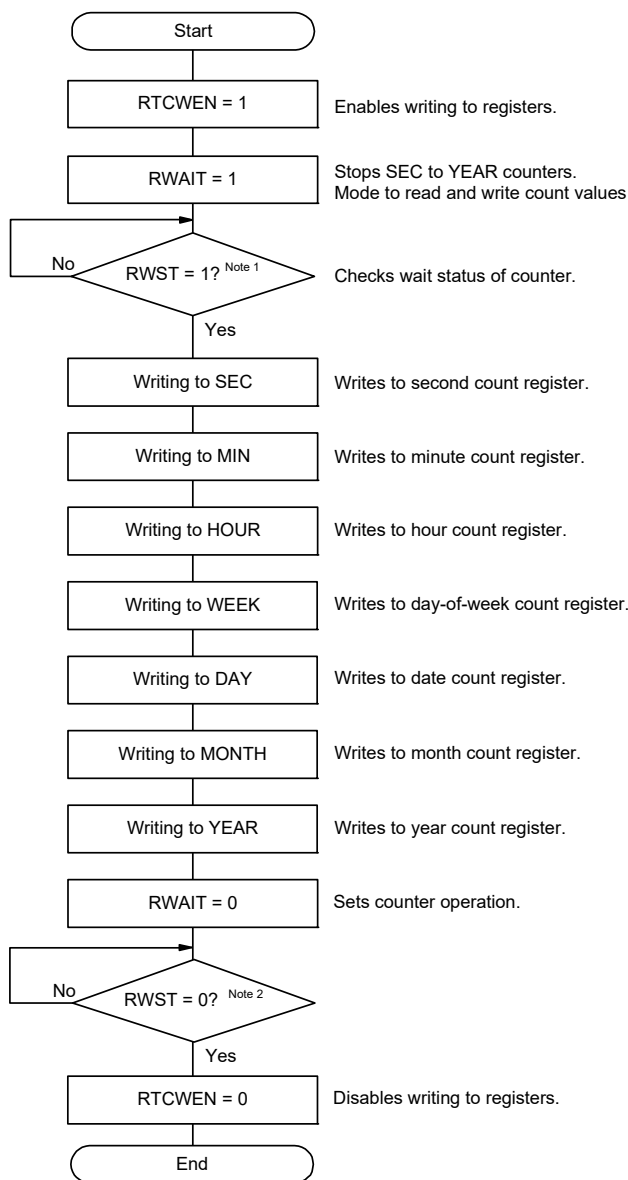 Start
RTCWEN = 1
Enables writing to registers.
RWAIT = 1
Stops SEC to YEAR counters.
Mode to read and write count values
No
RWST = 1? Note 1
Checks wait status of counter.
Yes
Writing to SEC
Writes to second count register.
Writing to MIN
Writes to minute count register.
Writing to HOUR
Writes to hour count register.
Writing to WEEK
Writes to day-of-week count register.
Writing to DAY
Writes to date count register.
Writing to MONTH
Writes to month count register.
Writing to YEAR
Writes to year count register.
RWAIT = 0
Sets counter operation.
No
RWST = 0? Note 2
Yes
RTCWEN = 0
Disables writing to registers.
End